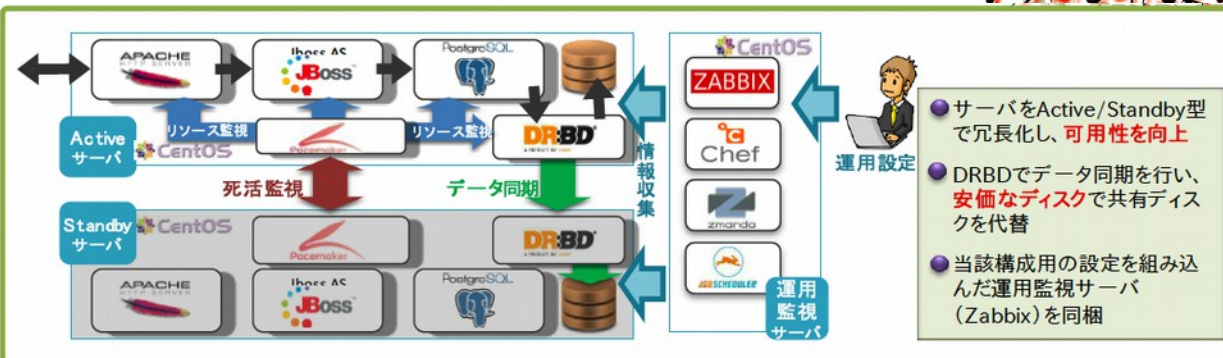 APACHE
HTTP SERVER
Jboss AS
JBoss
PostgreSQL
リソース監視
Pacemaker
リソース監視
DR:BD
Active
サーバ
CentOS
死活監視
データ同期
情報収集
Standby
サーバ
CentOS
Pacemaker
DR:BD
APACHE
HTTP SERVER
Jboss AS
JBoss
PostgreSQL
CentOS
ZABBIX
Chef
zmanda
JOBSCHEDULER
運用
監視
サーバ
運用設定
サーバをActive/Standby型
で冗長化し、可用性を向上
DRBDでデータ同期を行い、
安価なディスクで共有ディス
クを代替
当該構成用の設定を組み込
んだ運用監視サーバ
（Zabbix）を同梱